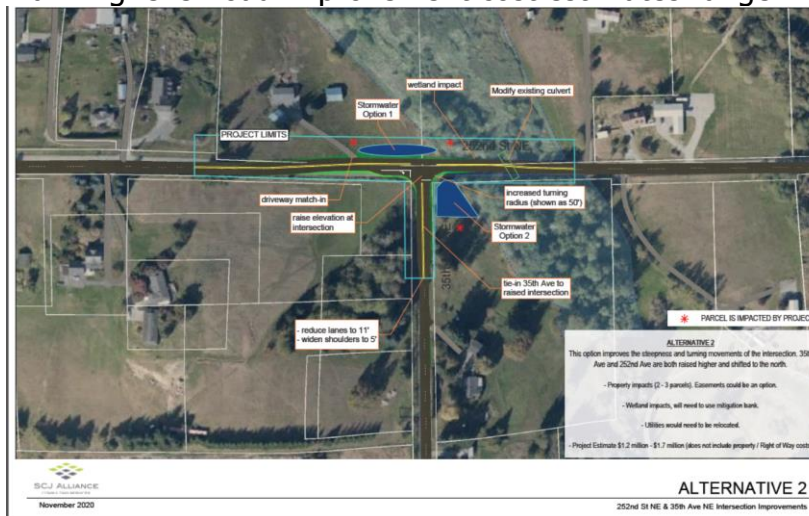 wetland impact
Modify existing culvert
Stormwater
Option 1
PROJECT LIMITS
252nd St NE
driveway match-in
increased turning
radius (shown as 50')
raise elevation at
intersection
Stormwater
Option 2
35th
tie-in 35th Ave to
raised intersection
- reduce lanes to 11'
- widen shoulders to 5'
PARCEL IS IMPACTED BY PROJEC
ALTERNATIVE 2
This option improves the steepness and turning movements of the intersection. 35th
Ave and 252nd Ave are both raised higher and shifted to the north.
- Property impacts (2 - 3 parcels). Easements could be an option.
- Wetland impacts, will need to use mitigation bank.
- Utilities would need to be relocated.
- Project Estimate $1.2 million - $1.7 million (does not include property / Right of Way costs
SCJ ALLIANCE
November 2020
ALTERNATIVE 2
252nd St NE & 35th Ave NE Intersection Improvements